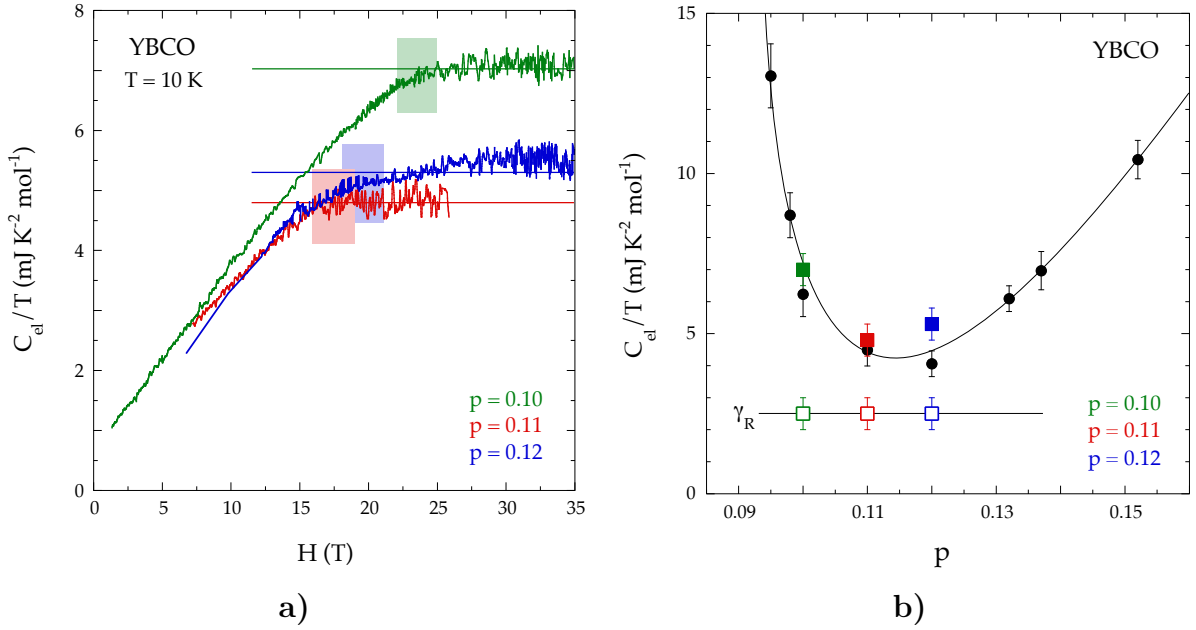 8
6
4
2
0
0
5
10
15
20
25
30
35
YBCO
T = 10 K
p = 0.10
p = 0.11
p = 0.12
C_el/T (mJ K^-2 mol^-1)
H (T)
a)
15
10
5
0
0.09
0.11
0.13
0.15
YBCO
γ_R
p = 0.10
p = 0.11
p = 0.12
C_el/T (mJ K^-2 mol^-1)
p
b)